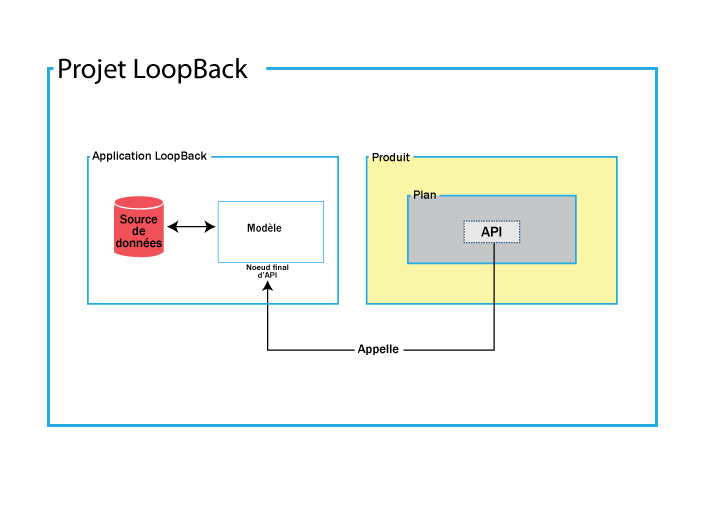 Projet LoopBack
Application LoopBack
Source
de
données
Modèle
Noeud final
d'API
Produit
Plan
API
Appelle